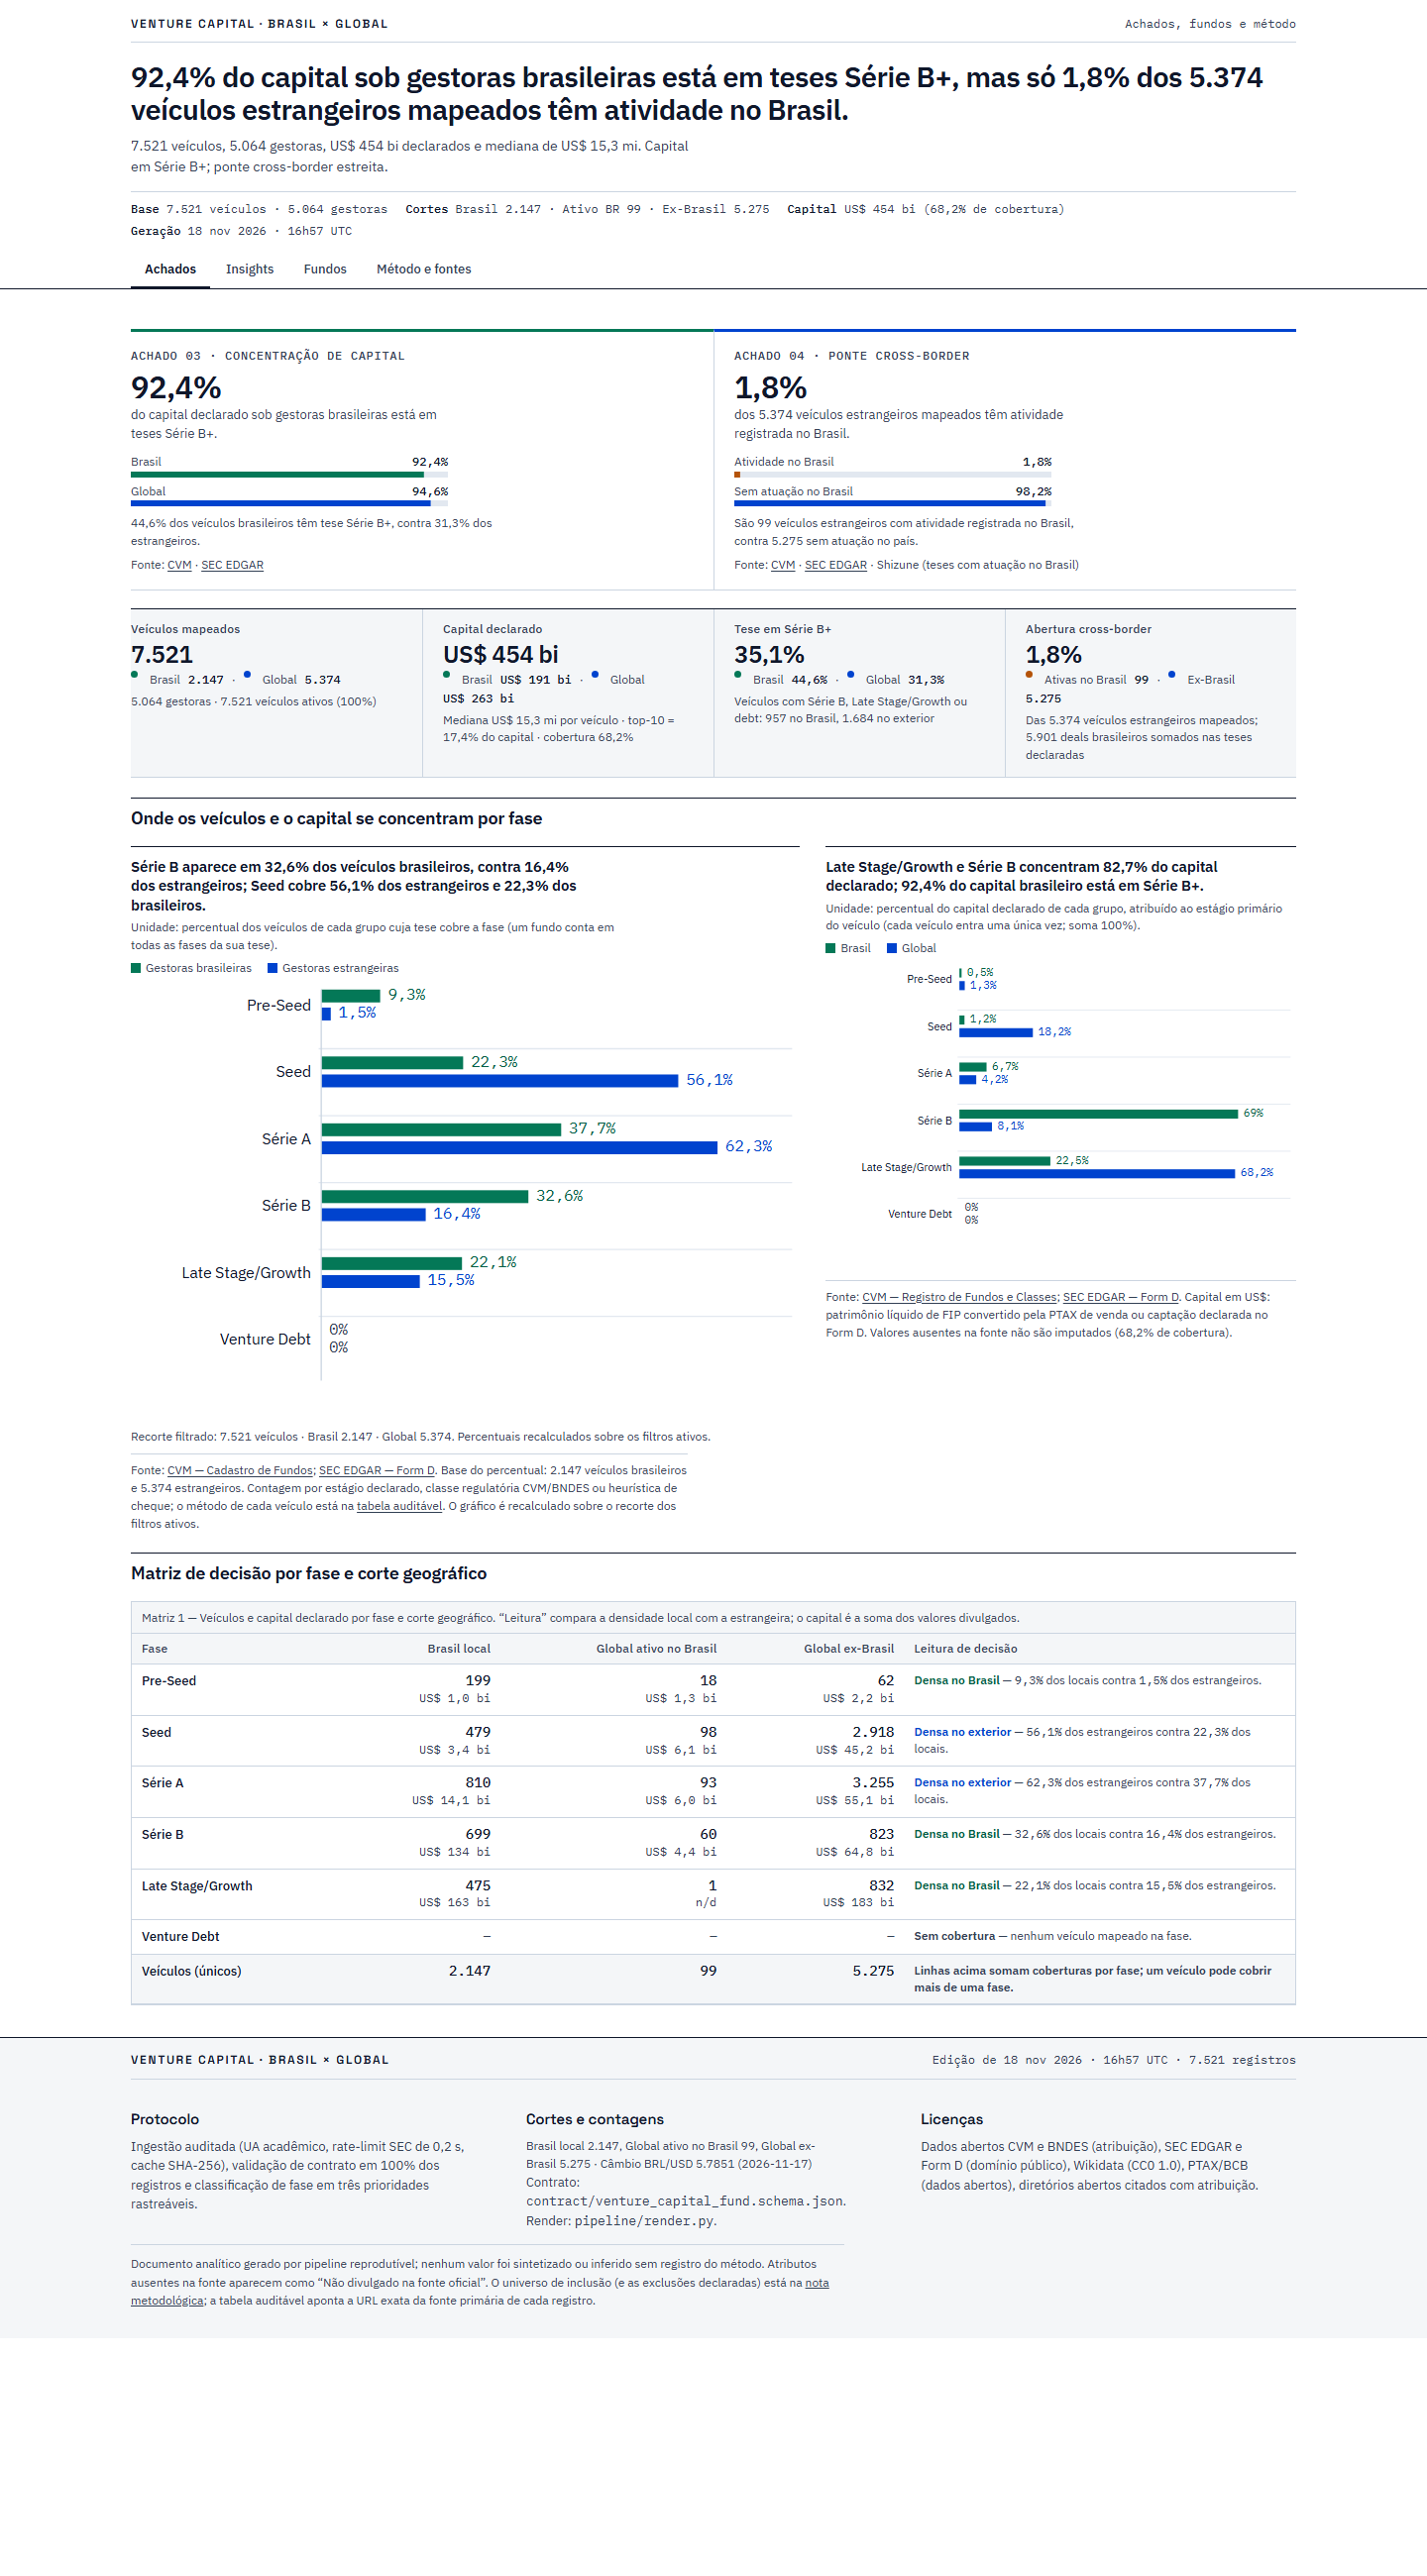 VENTURE CAPITAL · BRASIL × GLOBAL
Achados, fundos e método
92,4% do capital sob gestoras brasileiras está em teses Série B+, mas só 1,8% dos 5.374
veículos estrangeiros mapeados têm atividade no Brasil.
7.521 veículos, 5.064 gestoras, US$ 454 bi declarados e mediana de US$ 15,3 mi. Capital
em Série B+; ponte cross-border estreita.
Base 7.521 veículos · 5.064 gestoras Cortes Brasil 2.147 · Ativo BR 99 · Ex-Brasil 5.275 Capital US$ 454 bi (68,2% de cobertura)
Geração 18 nov 2026 · 16h57 UTC
Achados Insights Fundos Método e fontes
ACHADO 03 · CONCENTRAÇÃO DE CAPITAL
92,4%
do capital declarado sob gestoras brasileiras está em
teses Série B+.
Brasil 92,4%
Global 94,6%
44,6% dos veículos brasileiros têm tese Série B+, contra 31,3% dos
estrangeiros.
Fonte: CVM · SEC EDGAR
ACHADO 04 · PONTE CROSS-BORDER
1,8%
dos 5.374 veículos estrangeiros mapeados têm atividade
registrada no Brasil.
Atividade no Brasil 1,8%
Sem atuação no Brasil 98,2%
São 99 veículos estrangeiros com atividade registrada no Brasil,
contra 5.275 sem atuação no país.
Fonte: CVM · SEC EDGAR · Shizune (teses com atuação no Brasil)
Veículos mapeados
7.521
Brasil 2.147 · Global 5.374
5.064 gestoras · 7.521 veículos ativos (100%)
Capital declarado
US$ 454 bi
Brasil US$ 191 bi · Global
US$ 263 bi
Mediana US$ 15,3 mi por veículo · top-10 =
17,4% do capital · cobertura 68,2%
Tese em Série B+
35,1%
Brasil 44,6% · Global 31,3%
Veículos com Série B, Late Stage/Growth ou
debt: 957 no Brasil, 1.684 no exterior
Abertura cross-border
1,8%
Ativas no Brasil 99 · Ex-Brasil
5.275
Das 5.374 veículos estrangeiros mapeados;
5.901 deals brasileiros somados nas teses
declaradas
Onde os veículos e o capital se concentram por fase
Série B aparece em 32,6% dos veículos brasileiros, contra 16,4%
dos estrangeiros; Seed cobre 56,1% dos estrangeiros e 22,3% dos
brasileiros.
Unidade: percentual dos veículos de cada grupo cuja tese cobre a fase (um fundo conta em
todas as fases da sua tese).
Gestoras brasileiras Gestoras estrangeiras
Pre-Seed 9,3%
1,5%
Seed 22,3%
56,1%
Série A 37,7%
62,3%
Série B 32,6%
16,4%
Late Stage/Growth 22,1%
15,5%
Venture Debt 0%
0%
Recorte filtrado: 7.521 veículos · Brasil 2.147 · Global 5.374. Percentuais recalculados sobre os filtros ativos.
Fonte: CVM — Cadastro de Fundos; SEC EDGAR — Form D. Base do percentual: 2.147 veículos brasileiros
e 5.374 estrangeiros. Contagem por estágio declarado, classe regulatória CVM/BNDES ou heurística de
cheque; o método de cada veículo está na tabela auditável. O gráfico é recalculado sobre o recorte dos
filtros ativos.
Late Stage/Growth e Série B concentram 82,7% do capital
declarado; 92,4% do capital brasileiro está em Série B+.
Unidade: percentual do capital declarado de cada grupo, atribuído ao estágio primário
do veículo (cada veículo entra uma única vez; soma 100%).
Brasil Global
Pre-Seed 0,5%
1,3%
Seed 1,2%
18,2%
Série A 6,7%
4,2%
Série B 69%
8,1%
Late Stage/Growth 22,5%
68,2%
Venture Debt 0%
0%
Fonte: CVM — Registro de Fundos e Classes; SEC EDGAR — Form D. Capital em US$:
patrimônio líquido de FIP convertido pela PTAX de venda ou captação declarada no
Form D. Valores ausentes na fonte não são imputados (68,2% de cobertura).
Matriz de decisão por fase e corte geográfico
Matriz 1 — Veículos e capital declarado por fase e corte geográfico. “Leitura” compara a densidade local com a estrangeira; o capital é a soma dos valores divulgados.
Fase Brasil local Global ativo no Brasil Global ex-Brasil Leitura de decisão
Pre-Seed 199 18 62 Densa no Brasil — 9,3% dos locais contra 1,5% dos estrangeiros.
US$ 1,0 bi US$ 1,3 bi US$ 2,2 bi
Seed 479 98 2.918 Densa no exterior — 56,1% dos estrangeiros contra 22,3% dos
US$ 3,4 bi US$ 6,1 bi US$ 45,2 bi locais.
Série A 810 93 3.255 Densa no exterior — 62,3% dos estrangeiros contra 37,7% dos
US$ 14,1 bi US$ 6,0 bi US$ 55,1 bi locais.
Série B 699 60 823 Densa no Brasil — 32,6% dos locais contra 16,4% dos estrangeiros.
US$ 134 bi US$ 4,4 bi US$ 64,8 bi
Late Stage/Growth 475 1 832 Densa no Brasil — 22,1% dos locais contra 15,5% dos estrangeiros.
US$ 163 bi n/d US$ 183 bi
Venture Debt — — — Sem cobertura — nenhum veículo mapeado na fase.
Veículos (únicos) 2.147 99 5.275 Linhas acima somam coberturas por fase; um veículo pode cobrir
mais de uma fase.
VENTURE CAPITAL · BRASIL × GLOBAL
Edição de 18 nov 2026 · 16h57 UTC · 7.521 registros
Protocolo
Ingestão auditada (UA acadêmico, rate-limit SEC de 0,2 s,
cache SHA-256), validação de contrato em 100% dos
registros e classificação de fase em três prioridades
rastreáveis.
Cortes e contagens
Brasil local 2.147, Global ativo no Brasil 99, Global ex-
Brasil 5.275 · Câmbio BRL/USD 5.7851 (2026-11-17)
Contrato:
contract/venture_capital_fund.schema.json.
Render: pipeline/render.py.
Licenças
Dados abertos CVM e BNDES (atribuição), SEC EDGAR e
Form D (domínio público), Wikidata (CC0 1.0), PTAX/BCB
(dados abertos), diretórios abertos citados com atribuição.
Documento analítico gerado por pipeline reprodutível; nenhum valor foi sintetizado ou inferido sem registro do método. Atributos
ausentes na fonte aparecem como “Não divulgado na fonte oficial”. O universo de inclusão (e as exclusões declaradas) está na nota
metodológica; a tabela auditável aponta a URL exata da fonte primária de cada registro.